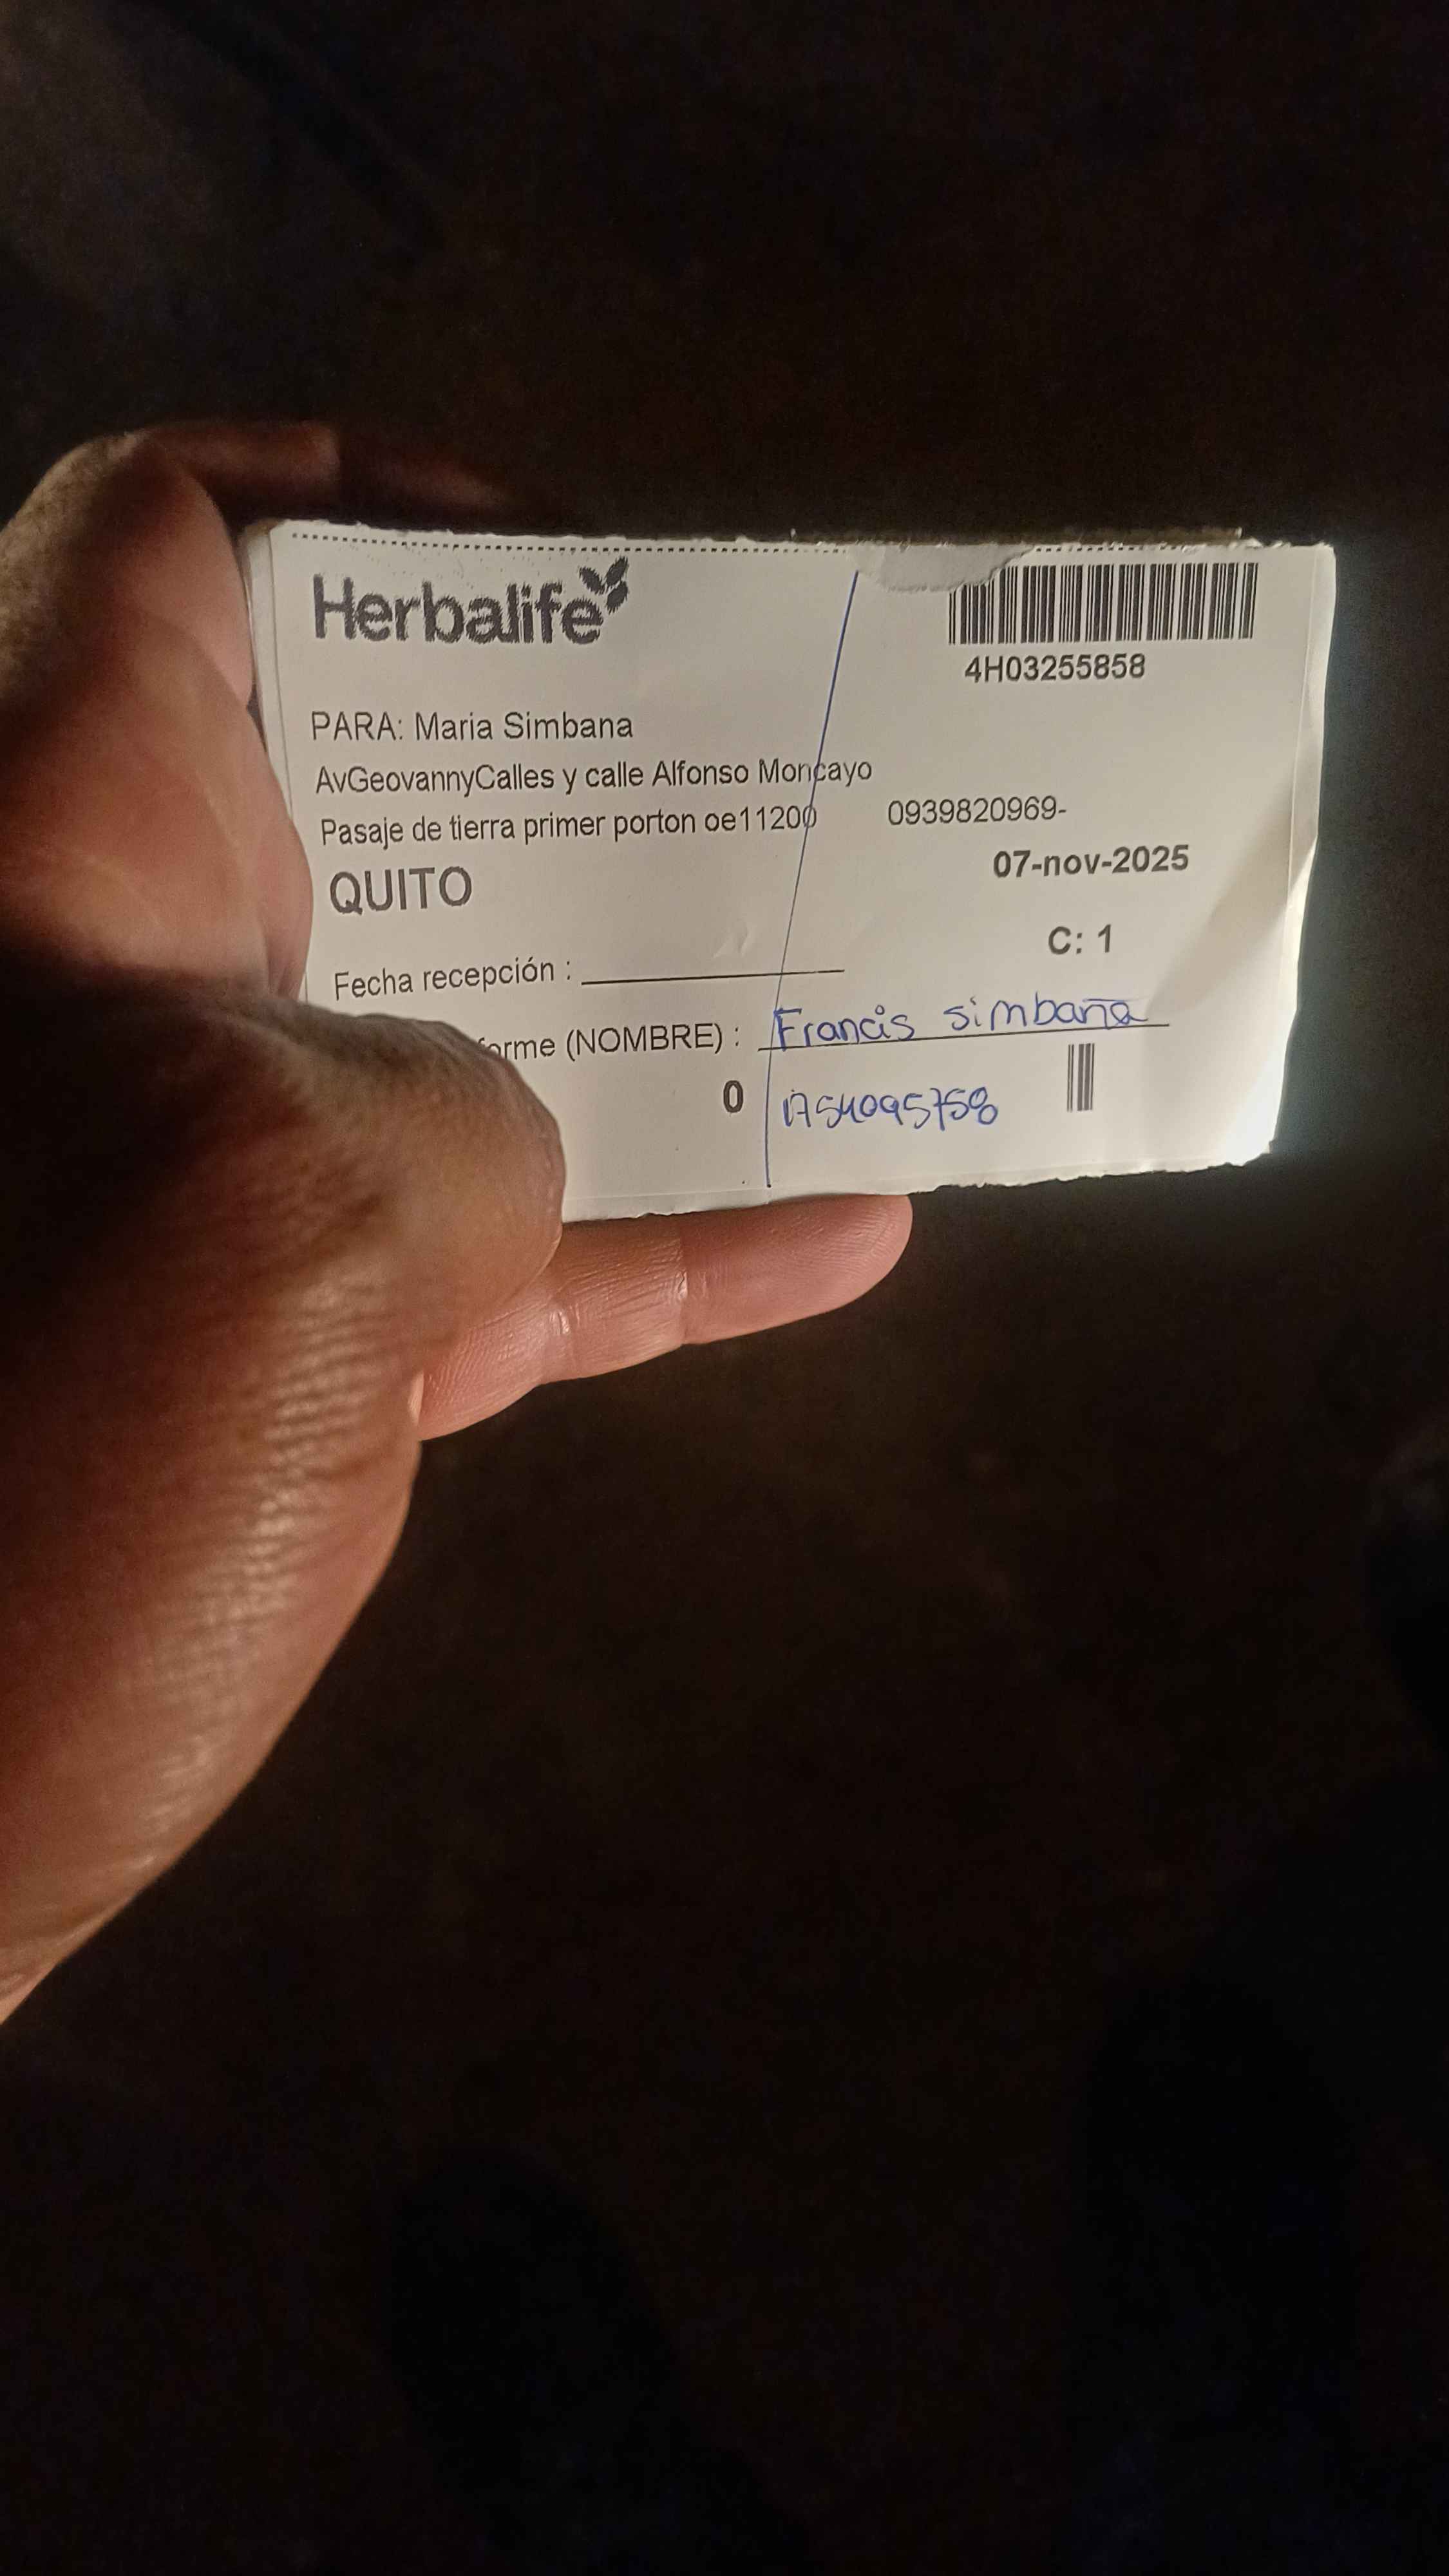 Herbalife
4H03255858
PARA: Maria Simbana
AvGeovannyCalles y calle Alfonso Moncayo
Pasaje de tierra primer porton oe11200 0939820969-
07-nov-2025
QUITO
C: 1
Fecha recepción :
orme (NOMBRE) : Francis simbaña
0 1754095758